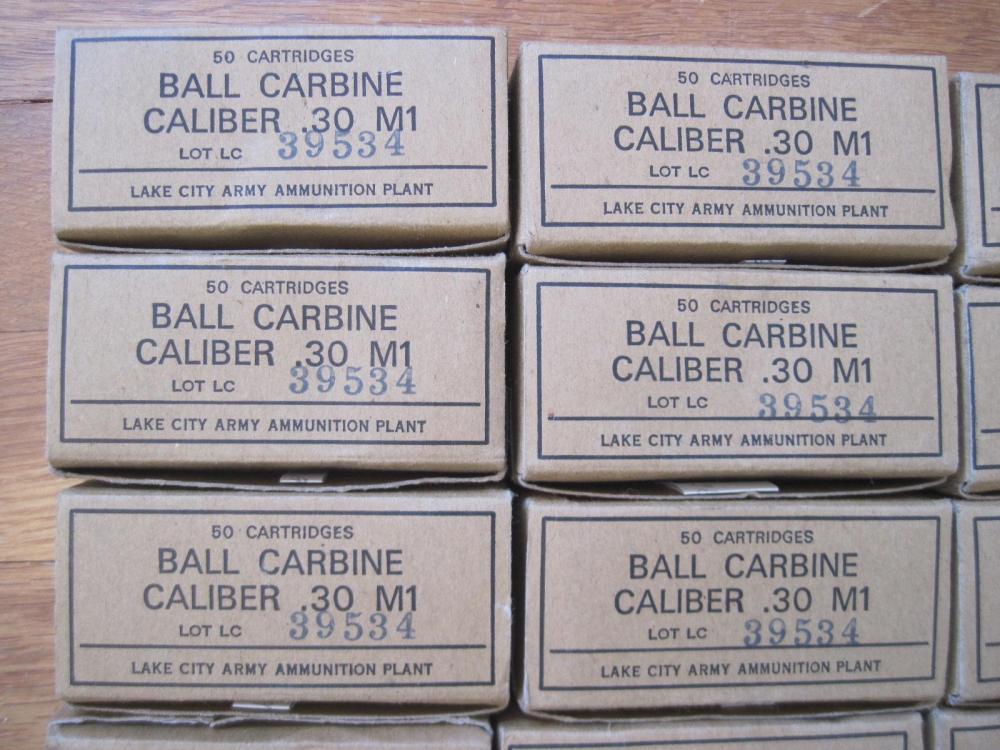 50 CARTRIDGES
BALL CARBINE
CALIBER .30 M1
LOT LC 39534
LAKE CITY ARMY AMMUNITION PLANT
50 CARTRIDGES
BALL CARBINE
CALIBER .30 M1
LOT LC 39534
LAKE CITY ARMY AMMUNITION PLANT
50 CARTRIDGES
BALL CARBINE
CALIBER .30 M1
LOT LC 39534
LAKE CITY ARMY AMMUNITION PLANT
50 CARTRIDGES
BALL CARBINE
CALIBER .30 M1
LOT LC 39534
LAKE CITY ARMY AMMUNITION PLANT
50 CARTRIDGES
BALL CARBINE
CALIBER .30 M1
LOT LC 39534
LAKE CITY ARMY AMMUNITION PLANT
50 CARTRIDGES
BALL CARBINE
CALIBER .30 M1
LOT LC 39534
LAKE CITY ARMY AMMUNITION PLANT